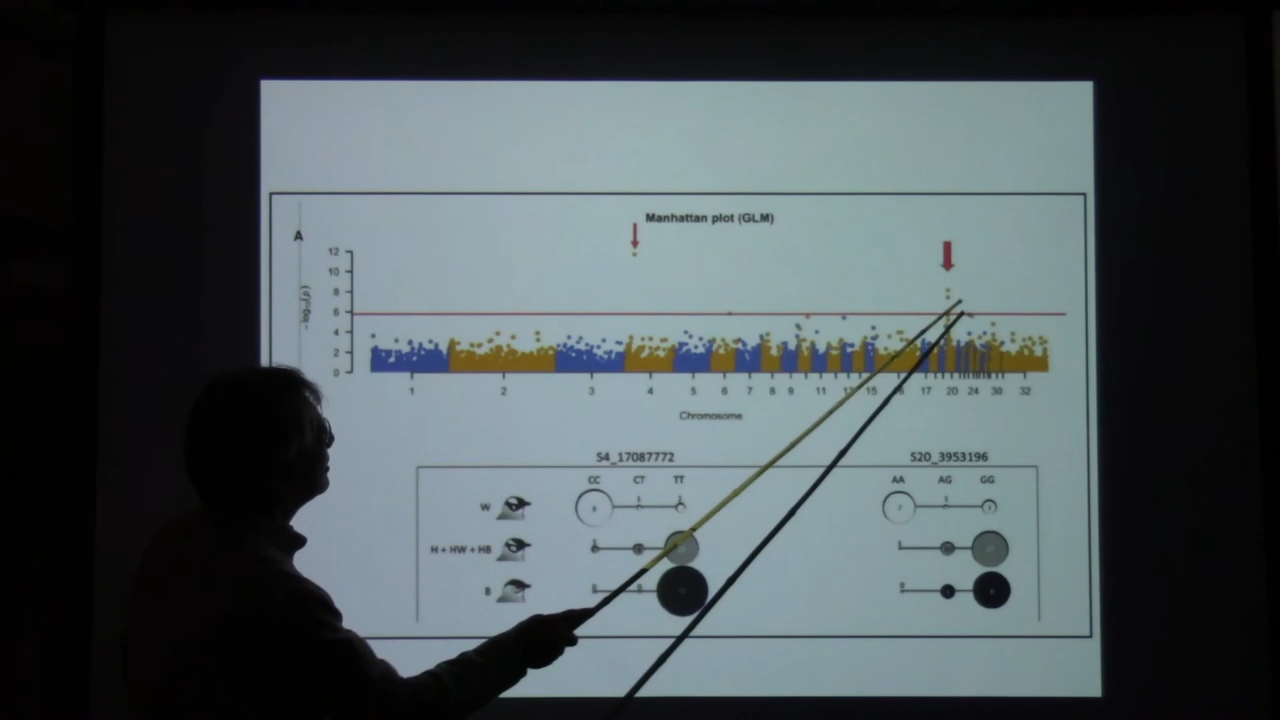 Manhattan plot (GLM)
A
12
10
8
6
4
2
0
-log₁₀(p)
1 2 3 4 5 6 7 8 9 11 13 15 17 20 24 30 32
Chromosome
S4_17087772 S20_3953196
CC CT TT AA AG GG
W
H + HW + HB
B